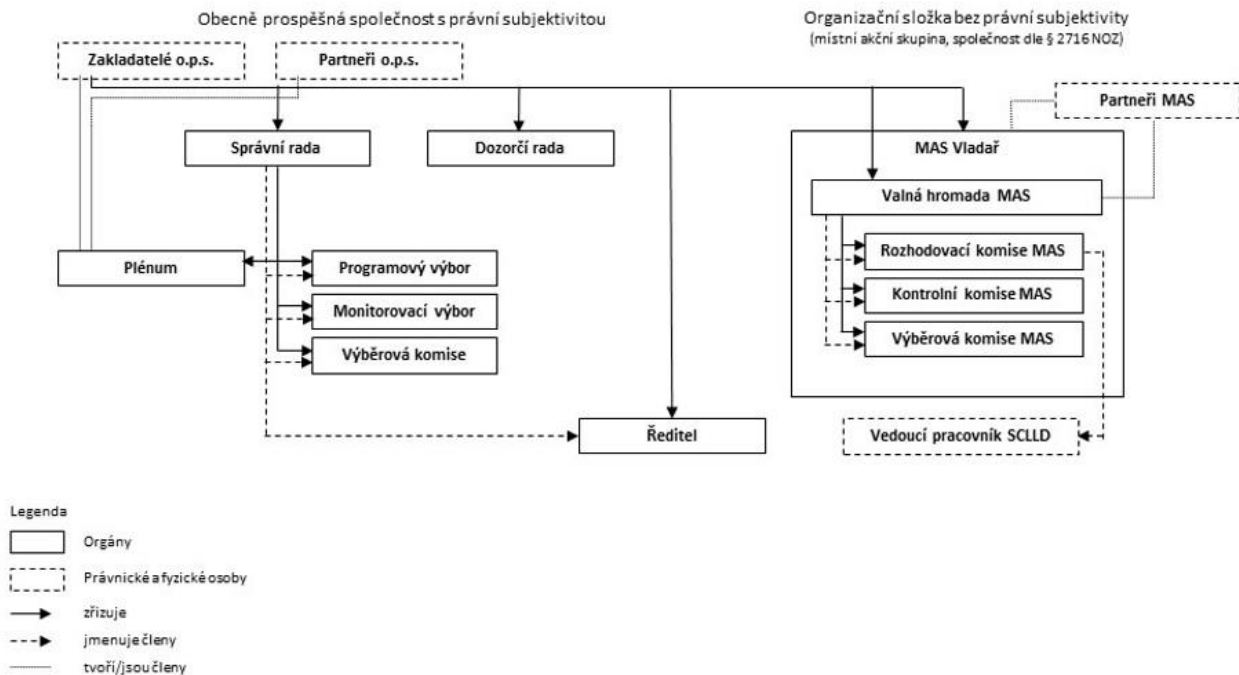 Obecně prospěšná společnost s právní subjektivitou
Organizační složka bez právní subjektivity
(místní akční skupina, společnost dle § 2716 NOZ)
Zakladatelé o.p.s.
Partneři o.p.s.
Partneři MAS
Správní rada
Dozorčí rada
MAS Vladař
Valná hromada MAS
Plénum
Programový výbor
Rozhodovací komise MAS
Monitorovací výbor
Kontrolní komise MAS
Výběrová komise
Výběrová komise MAS
Ředitel
Vedoucí pracovník SCLLD
Legenda
Orgány
Právnické a fyzické osoby
zřizuje
jmenuje členy
tvoří/jsou členy